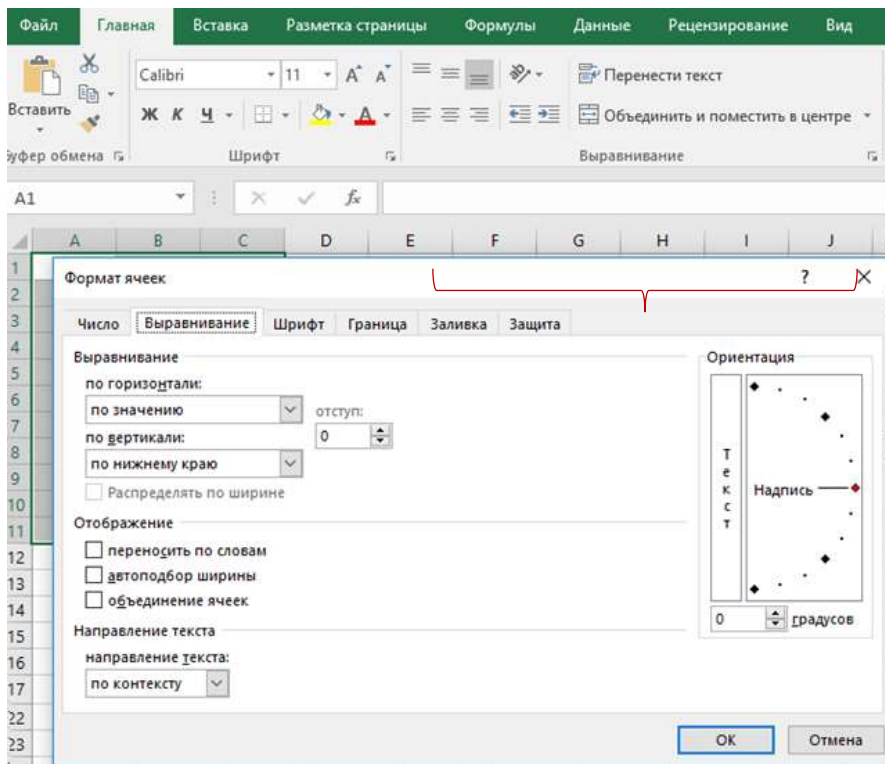 Файл Главная Вставка Разметка страницы Формулы Данные Рецензирование Вид
Calibri 11 А А Перенести текст
Вставить Ж К Ч А Объединить и поместить в центре
буфер обмена Шрифт Выравнивание
A1 fx
A B C D E F G H I J
1
Формат ячеек ?
2
3
Число Выравнивание Шрифт Граница Заливка Защита
4
Выравнивание Ориентация
5
по горизонтали:
6
по значению отступ:
7
по вертикали: 0
8
по нижнему краю
9
Распределять по ширине
Текст
Надпись
10
11
Отображение
12
переносить по словам
13
автоподбор ширины
14
объединение ячеек
0 градусов
15
Направление текста
16
направление текста:
17
по контексту
22
23
ОК Отмена